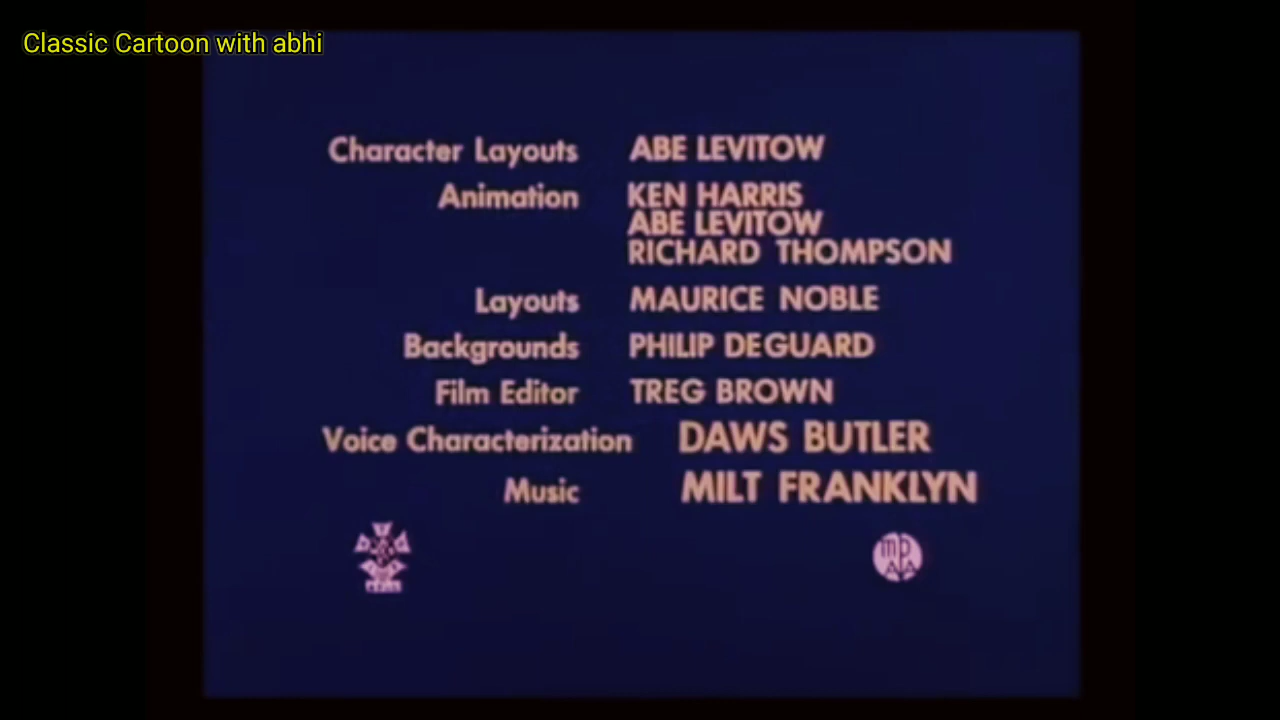 Classic Cartoon with abhi
Character Layouts ABE LEVITOW
Animation KEN HARRIS
ABE LEVITOW
RICHARD THOMPSON
Layouts MAURICE NOBLE
Backgrounds PHILIP DEGUARD
Film Editor TREG BROWN
Voice Characterization DAWS BUTLER
Music MILT FRANKLYN
mpAA